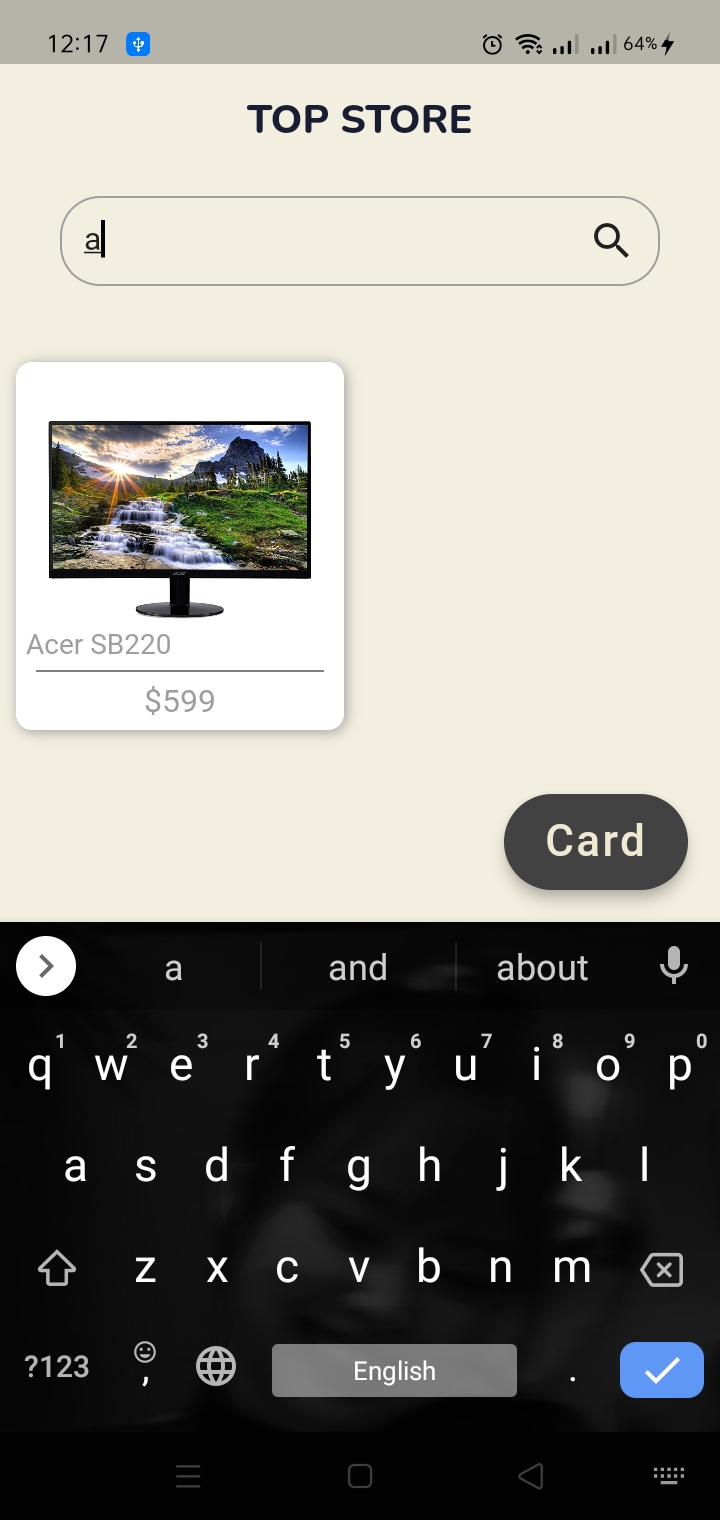 12:17 64%
TOP STORE
a
Acer SB220
$599
Card
a and about
1 2 3 4 5 6 7 8 9 0
q w e r t y u i o p
a s d f g h j k l
z x c v b n m
?123 , English .